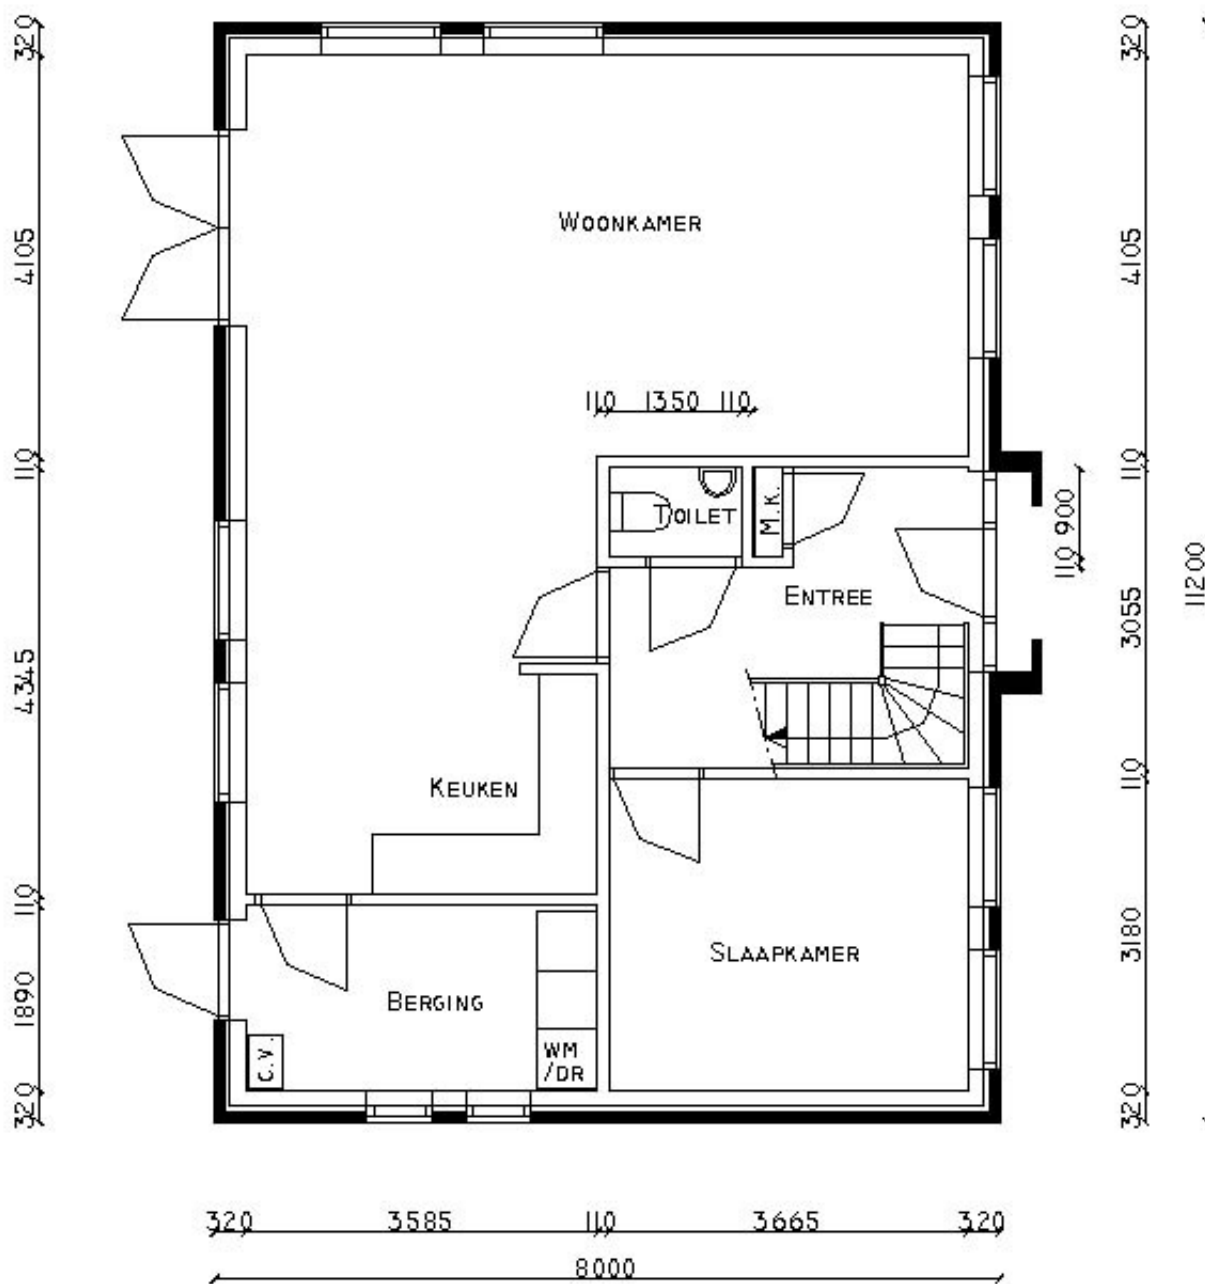 320
320
4105
4105
WOONKAMER
110 1350 110
110
110
TOILET
M.K.
900
110
ENTREE
3055
11200
4345
KEUKEN
110
110
SLAAPKAMER
3180
BERGING
1890
C.V.
WM
/DR
320
320
320 3585 110 3665 320
8000